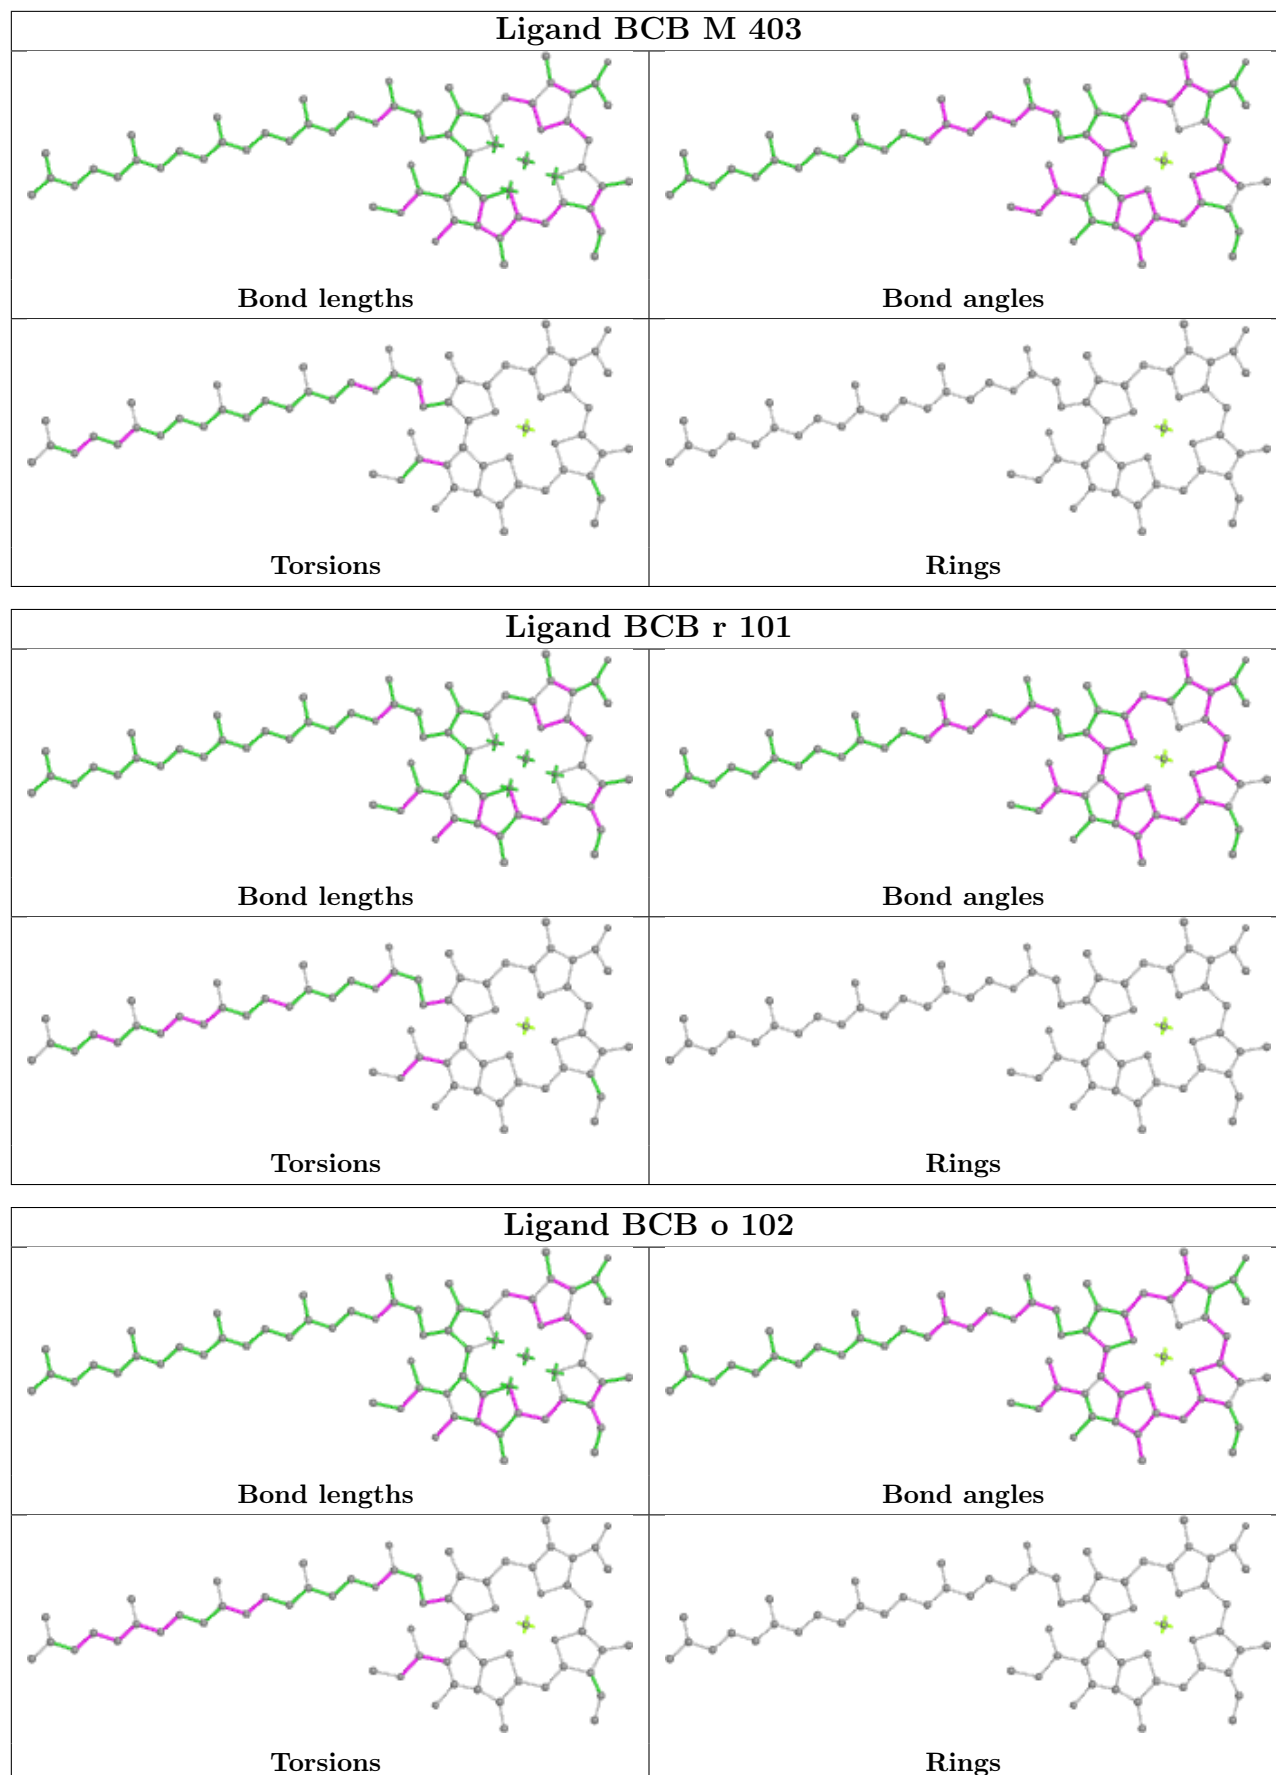 Ligand BCB M 403
Bond lengths
Bond angles
Torsions
Rings
Ligand BCB r 101
Bond lengths
Bond angles
Torsions
Rings
Ligand BCB o 102
Bond lengths
Bond angles
Torsions
Rings